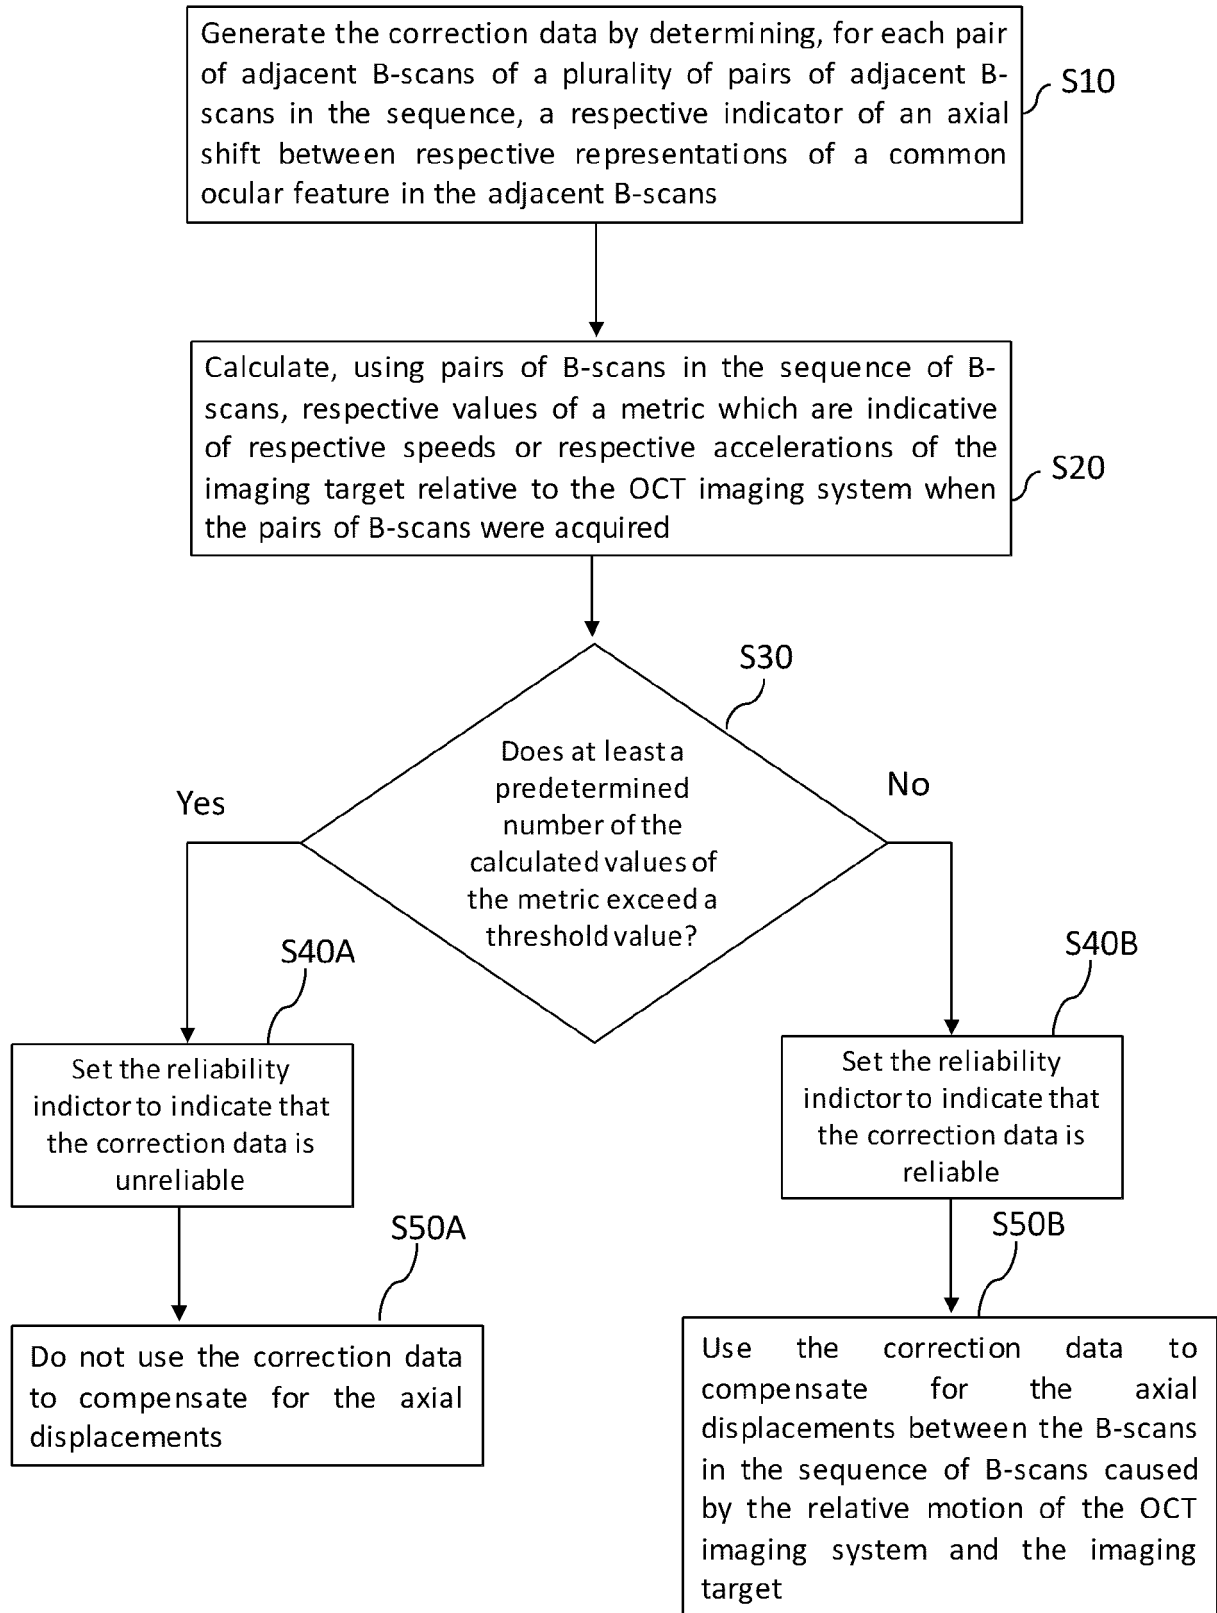 Generate the correction data by determining, for each pair
of adjacent B-scans of a plurality of pairs of adjacent B-
scans in the sequence, a respective indicator of an axial
shift between respective representations of a common
ocular feature in the adjacent B-scans
S10
Calculate, using pairs of B-scans in the sequence of B-
scans, respective values of a metric which are indicative
of respective speeds or respective accelerations of the
imaging target relative to the OCT imaging system when
the pairs of B-scans were acquired
S20
S30
Does at least a
predetermined
number of the
calculated values of
the metric exceed a
threshold value?
Yes
No
S40A
Set the reliability
indictor to indicate that
the correction data is
unreliable
S40B
Set the reliability
indictor to indicate that
the correction data is
reliable
S50A
Do not use the correction data
to compensate for the axial
displacements
S50B
Use the correction data to
compensate for the axial
displacements between the B-scans
in the sequence of B-scans caused
by the relative motion of the OCT
imaging system and the imaging
target